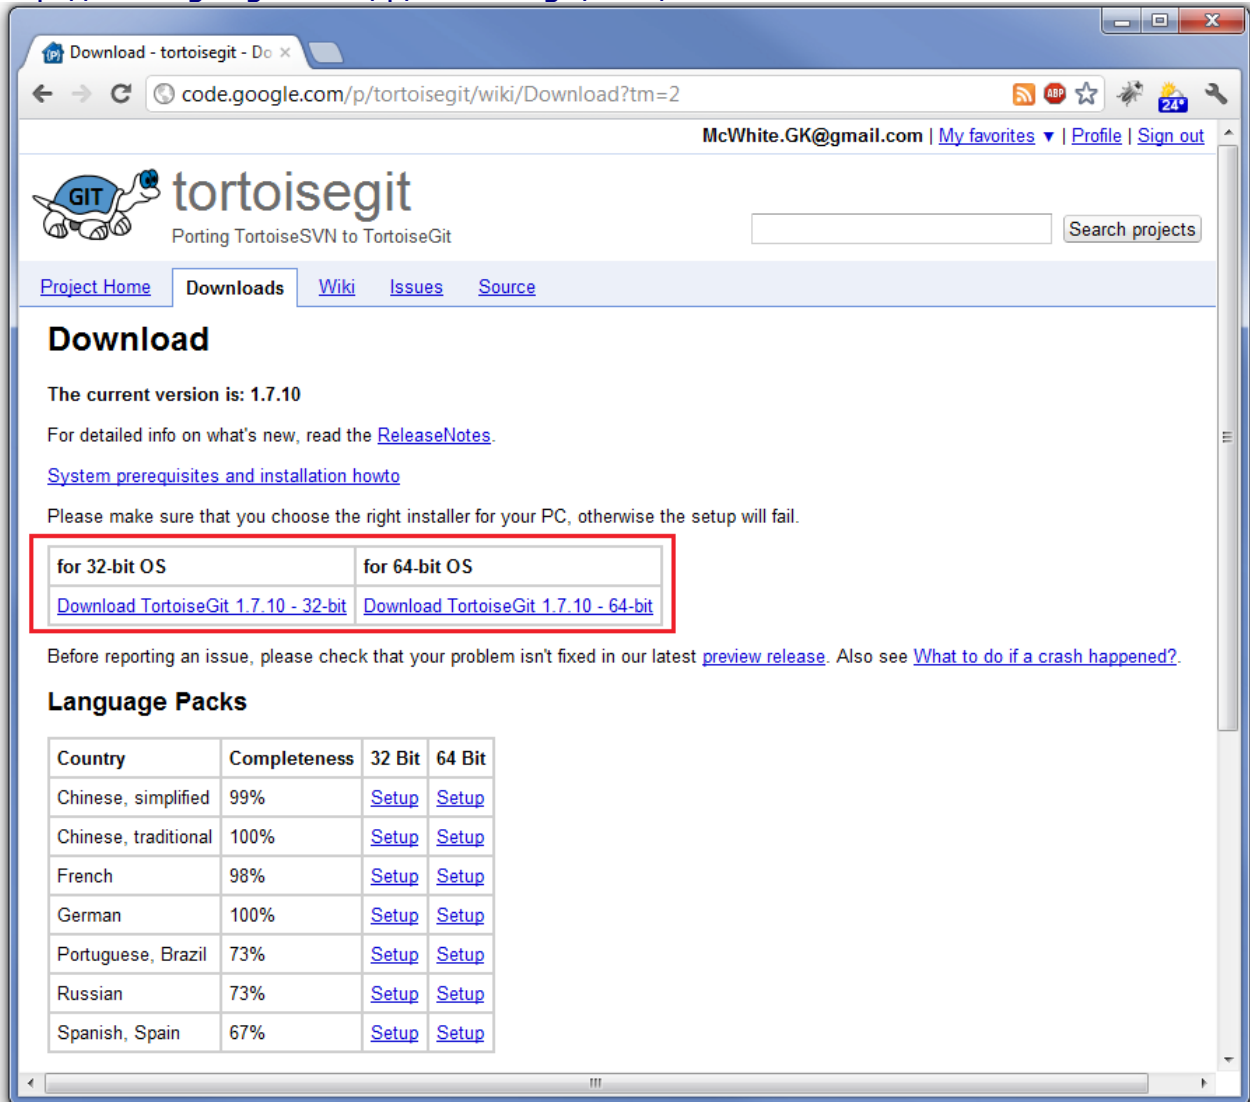 Download - tortoisegit - Do
code.google.com/p/tortoisegit/wiki/Download?tm=2
ABP
24°
McWhite.GK@gmail.com | My favorites ▼ | Profile | Sign out
GIT
tortoisegit
Porting TortoiseSVN to TortoiseGit
Search projects
Project Home Downloads Wiki Issues Source
Download
The current version is: 1.7.10
For detailed info on what's new, read the ReleaseNotes.
System prerequisites and installation howto
Please make sure that you choose the right installer for your PC, otherwise the setup will fail.
for 32-bit OS for 64-bit OS
Download TortoiseGit 1.7.10 - 32-bit Download TortoiseGit 1.7.10 - 64-bit
Before reporting an issue, please check that your problem isn't fixed in our latest preview release. Also see What to do if a crash happened?.
Language Packs
Country Completeness 32 Bit 64 Bit
Chinese, simplified 99% Setup Setup
Chinese, traditional 100% Setup Setup
French 98% Setup Setup
German 100% Setup Setup
Portuguese, Brazil 73% Setup Setup
Russian 73% Setup Setup
Spanish, Spain 67% Setup Setup